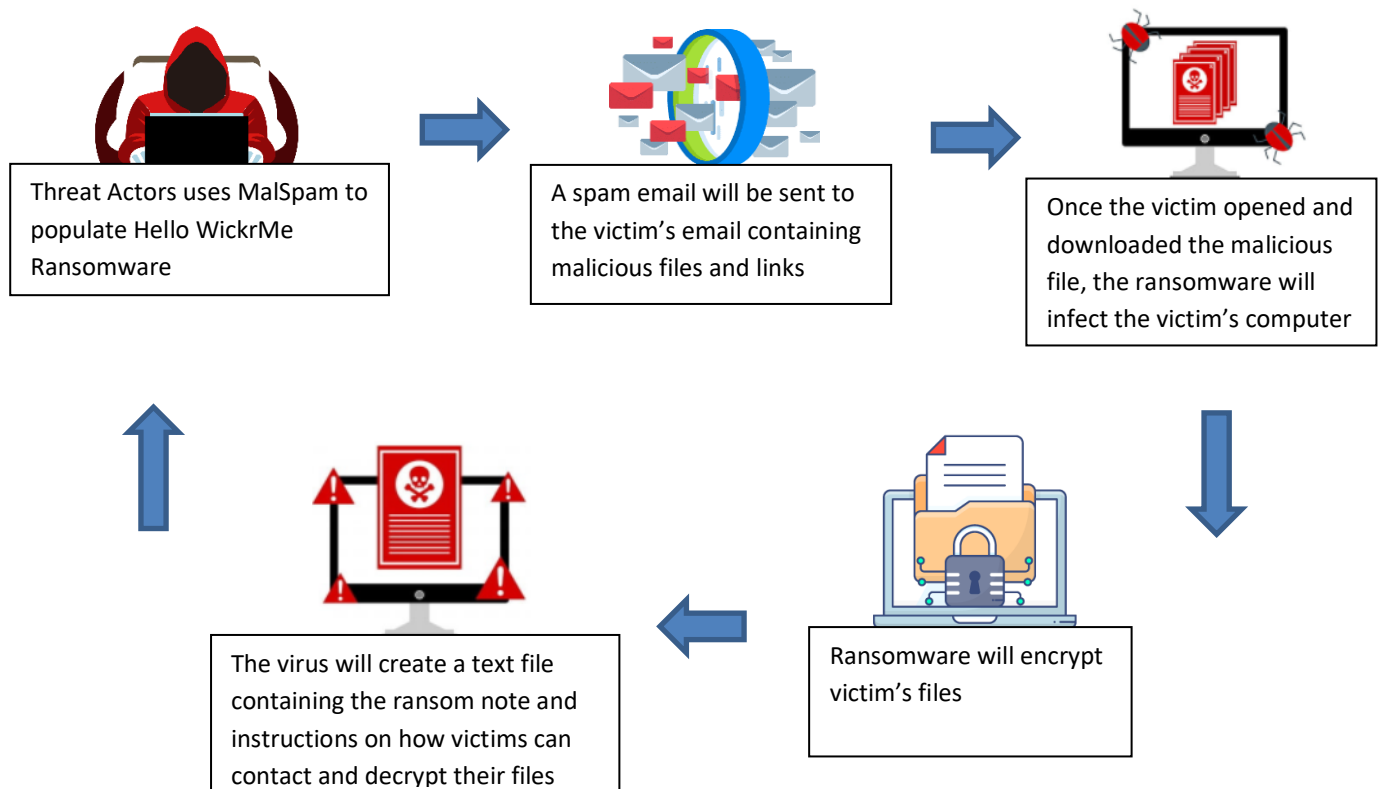 Threat Actors uses MalSpam to
populate Hello WickrMe
Ransomware
A spam email will be sent to
the victim’s email containing
malicious files and links
Once the victim opened and
downloaded the malicious
file, the ransomware will
infect the victim’s computer
Ransomware will encrypt
victim’s files
The virus will create a text file
containing the ransom note and
instructions on how victims can
contact and decrypt their files